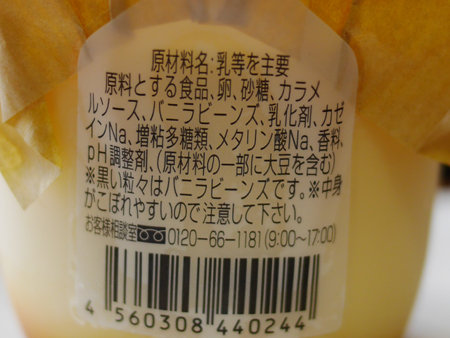 原材料名:乳等を主要
原料とする食品、卵、砂糖、カラメ
ルソース、バニラビーンズ、乳化剤、カゼ
インNa、増粘多糖類、メタリン酸Na、香料、
pH調整剤、(原材料の一部に大豆を含む)
※黒い粒々はバニラビーンズです。※中身
がこぼれやすいので注意して下さい。
お客様相談室 0120-66-1181(9:00~17:00)
4 560308 440244